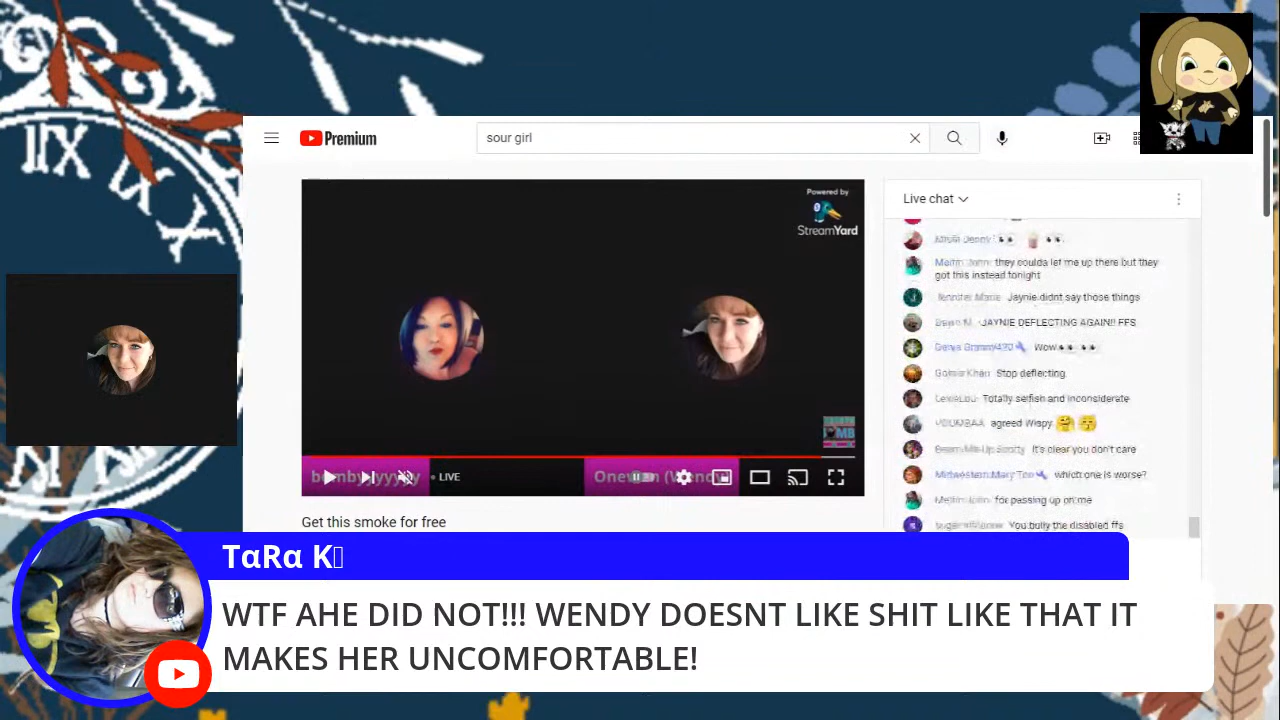 IX
IX
X
Premium
sour girl
Powered by
StreamYard
Live chat
they coulda let me up there but they
got this instead tonight
Jaynie didnt say those things
JAYNIE DEFLECTING AGAIN!! FFS
Wow
Stop deflecting
Totally selfish and inconsiderate
agreed Wispy
It's clear you don't care
which one is worse?
for passing up on me
You bully the disabled ffs
LIVE
Get this smoke for free
TαRα K
WTF AHE DID NOT!!! WENDY DOESNT LIKE SHIT LIKE THAT IT
MAKES HER UNCOMFORTABLE!